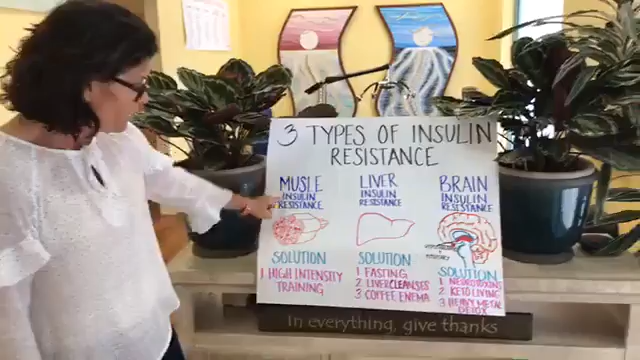 3 TYPES OF INSULIN
RESISTANCE
MUSLE
INSULIN
RESISTANCE
SOLUTION
1. HIGH INTENSITY
TRAINING
LIVER
INSULIN
RESISTANCE
SOLUTION
1 FASTING
2 LIVER CLEANSES
3 COFFEE ENEMA
BRAIN
INSULIN
RESISTANCE
SOLUTION
1 NEUROTOXINS
2 KETO LIVING
3 HEAVY METAL
DETOX
In everything, give thanks